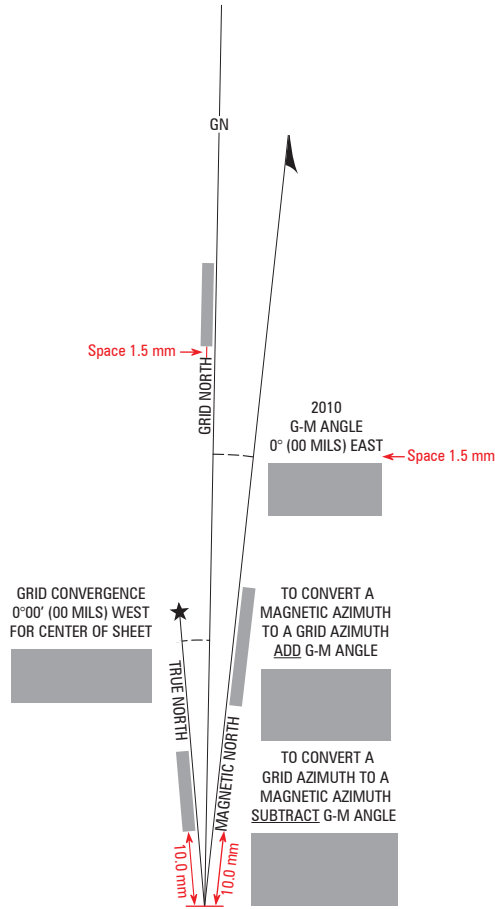 GN
Space 1.5 mm
GRID NORTH
2010
G-M ANGLE
0° (00 MILS) EAST
Space 1.5 mm
GRID CONVERGENCE
0°00' (00 MILS) WEST
FOR CENTER OF SHEET
TO CONVERT A
MAGNETIC AZIMUTH
TO A GRID AZIMUTH
ADD G-M ANGLE
TRUE NORTH
MAGNETIC NORTH
TO CONVERT A
GRID AZIMUTH TO A
MAGNETIC AZIMUTH
SUBTRACT G-M ANGLE
10.0 mm
10.0 mm